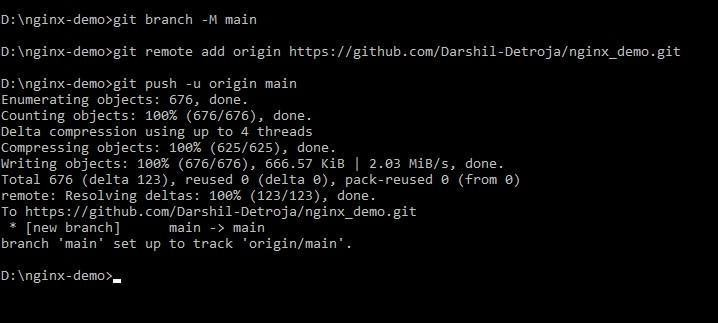 D:\nginx-demo>git branch -M main
D:\nginx-demo>git remote add origin https://github.com/Darshil-Detroja/nginx_demo.git
D:\nginx-demo>git push -u origin main
Enumerating objects: 676, done.
Counting objects: 100% (676/676), done.
Delta compression using up to 4 threads
Compressing objects: 100% (625/625), done.
Writing objects: 100% (676/676), 666.57 KiB | 2.03 MiB/s, done.
Total 676 (delta 123), reused 0 (delta 0), pack-reused 0 (from 0)
remote: Resolving deltas: 100% (123/123), done.
To https://github.com/Darshil-Detroja/nginx_demo.git
 * [new branch]      main -> main
branch 'main' set up to track 'origin/main'.
D:\nginx-demo>